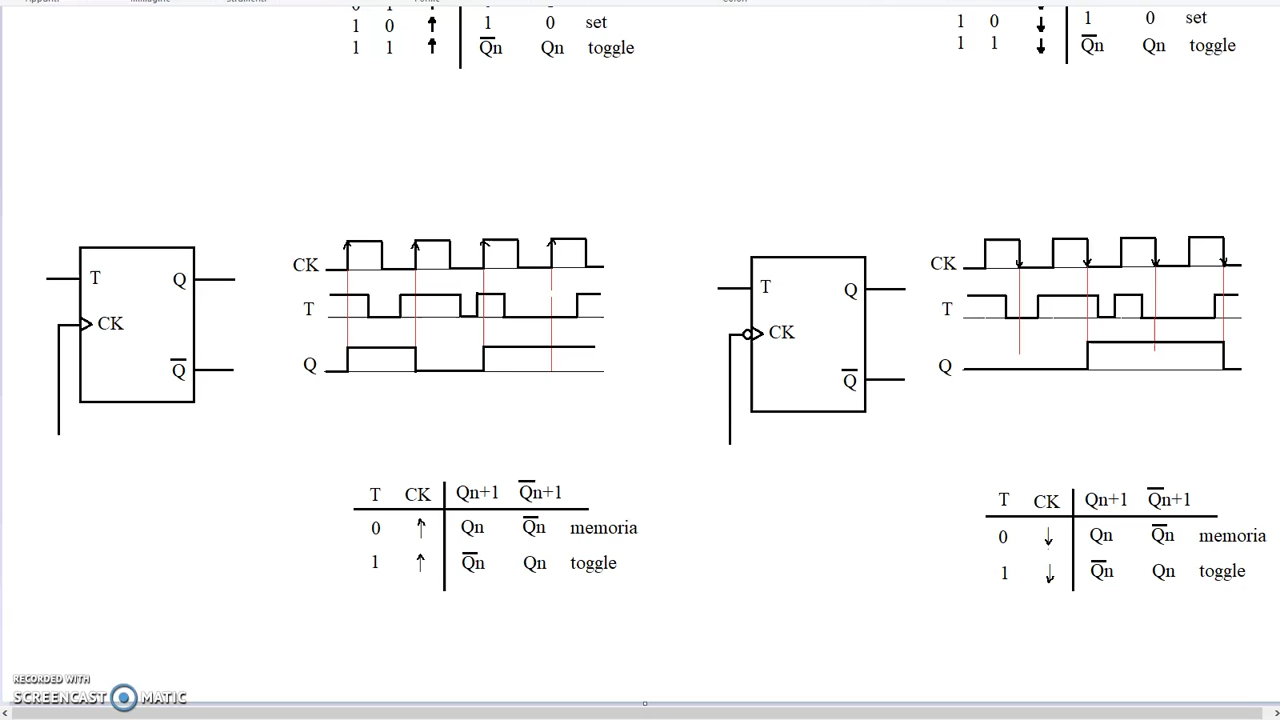 1 0 ↑ 1 0 set
1 1 ↑ Q̅n Qn toggle
1 0 ↓ 1 0 set
1 1 ↓ Q̅n Qn toggle
T Q
CK
Q̅
CK
T
Q
T CK Qn+1 Q̅n+1
0 ↑ Qn Q̅n memoria
1 ↑ Q̅n Qn toggle
T Q
CK
Q̅
CK
T
Q
T CK Qn+1 Q̅n+1
0 ↓ Qn Q̅n memoria
1 ↓ Q̅n Qn toggle
RECORDED WITH
SCREENCAST MATIC